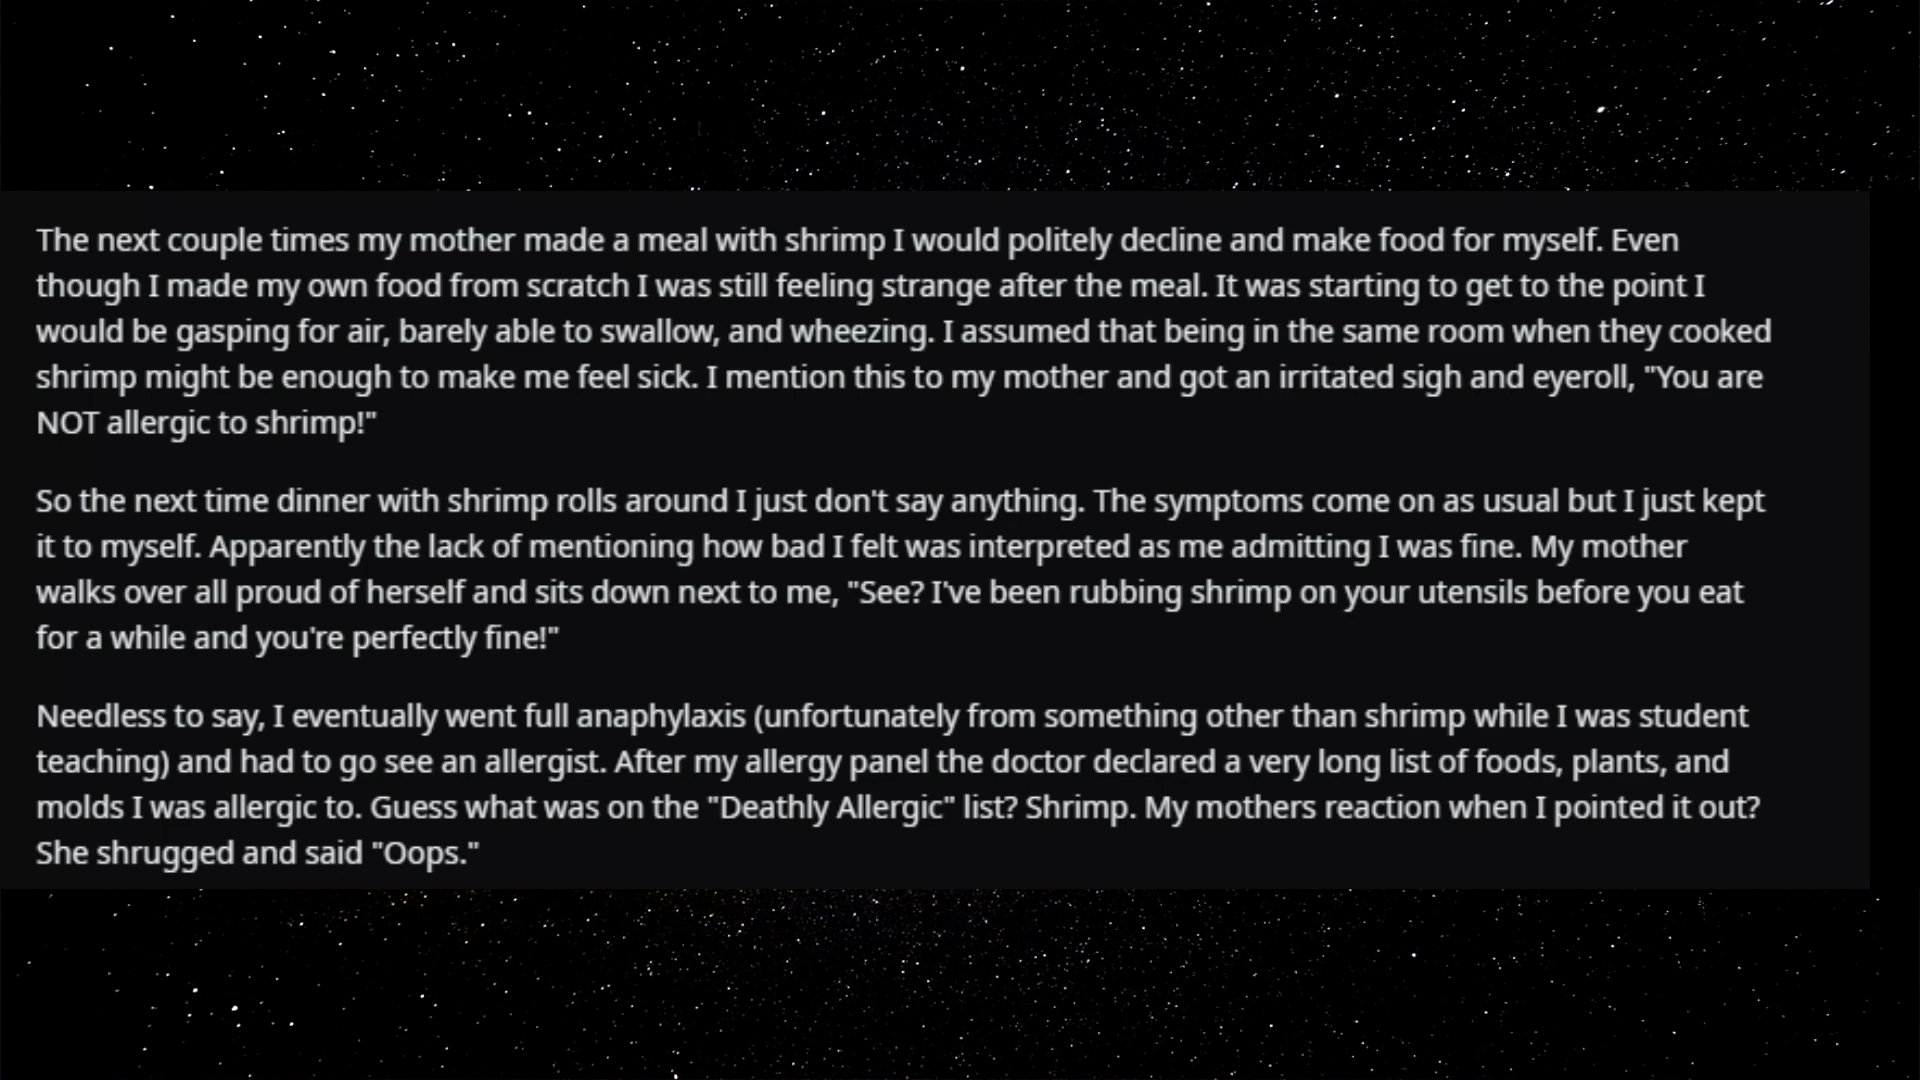 The next couple times my mother made a meal with shrimp I would politely decline and make food for myself. Even
though I made my own food from scratch I was still feeling strange after the meal. It was starting to get to the point I
would be gasping for air, barely able to swallow, and wheezing. I assumed that being in the same room when they cooked
shrimp might be enough to make me feel sick. I mention this to my mother and got an irritated sigh and eyeroll, "You are
NOT allergic to shrimp!"
So the next time dinner with shrimp rolls around I just don't say anything. The symptoms come on as usual but I just kept
it to myself. Apparently the lack of mentioning how bad I felt was interpreted as me admitting I was fine. My mother
walks over all proud of herself and sits down next to me, "See? I've been rubbing shrimp on your utensils before you eat
for a while and you're perfectly fine!"
Needless to say, I eventually went full anaphylaxis (unfortunately from something other than shrimp while I was student
teaching) and had to go see an allergist. After my allergy panel the doctor declared a very long list of foods, plants, and
molds I was allergic to. Guess what was on the "Deathly Allergic" list? Shrimp. My mothers reaction when I pointed it out?
She shrugged and said "Oops."